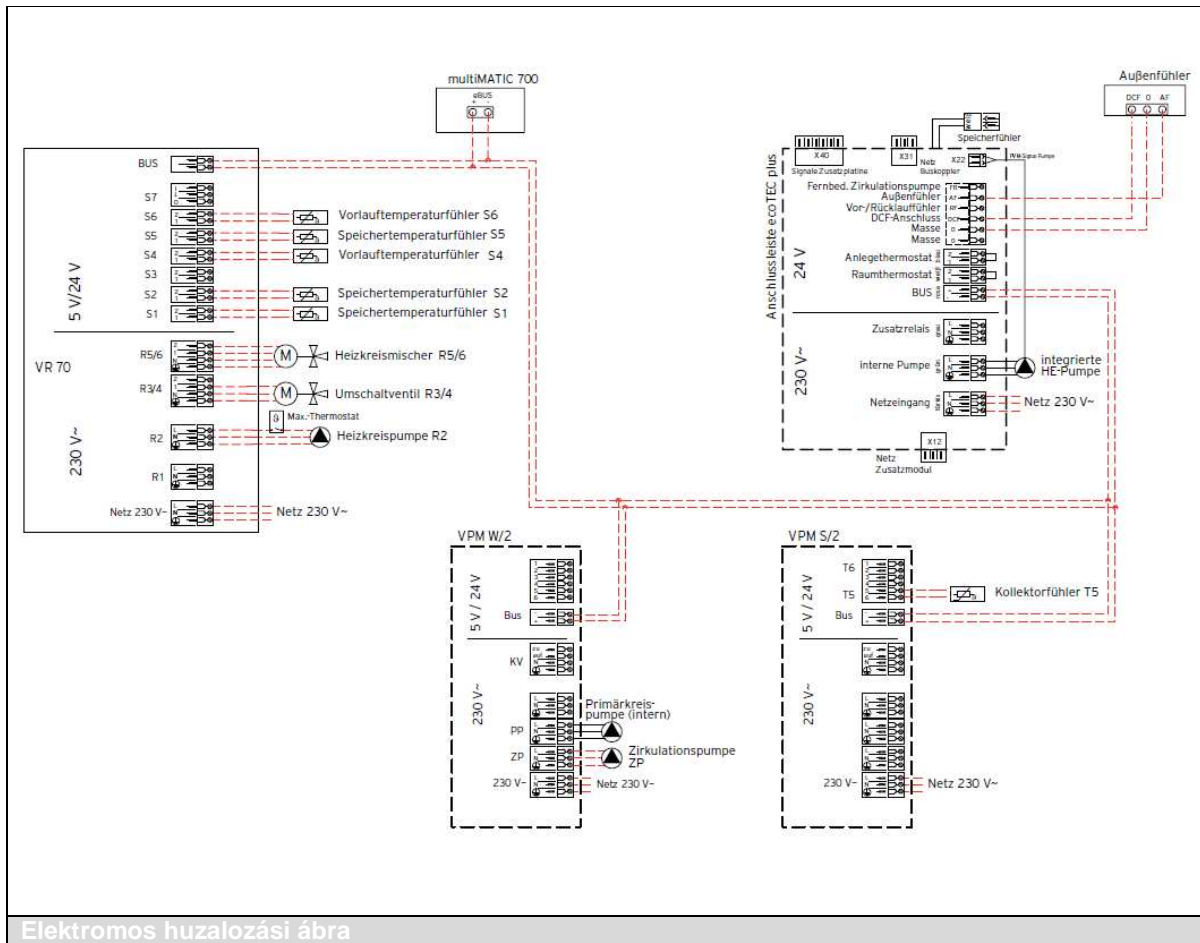 multiMATIC 700
eBUS
+ -
Außenfühler
DCF O AF
Speicherfühler
X40
Signale Zusatzplatine
X31
Netz
Buskoppler
X22
Anschlussleiste ecoTEC plus
24 V
230 V~
Fernbed. Zirkulationspumpe
Außenfühler
Vor-/Rücklauffühler
DCF-Anschluss
Masse
Masse
Anlegethermostat
Raumthermostat
BUS
Zusatzrelais
Interne Pumpe
integrierte
HE-Pumpe
Netzeingang
Netz 230 V~
X12
Netz
Zusatzmodul
VR 70
5 V/24 V
230 V~
BUS
S7
S6
Vorlauftemperaturfühler S6
S5
Speichertemperaturfühler S5
S4
Vorlauftemperaturfühler S4
S3
S2
Speichertemperaturfühler S2
S1
Speichertemperaturfühler S1
R5/6
M
Heizkreismischer R5/6
R3/4
M
Umschaltventil R3/4
Max.-Thermostat
R2
Heizkreispumpe R2
R1
Netz 230 V~
Netz 230 V~
VPM W/2
5 V / 24 V
Bus
KV
230 V~
Primärkreis-
pumpe (intern)
PP
ZP
Zirkulationspumpe
ZP
230 V~
Netz 230 V~
VPM S/2
5 V / 24 V
T6
T5
Kollektorfühler T5
Bus
230 V~
230 V~
Netz 230 V~
Elektromos huzalozási ábra